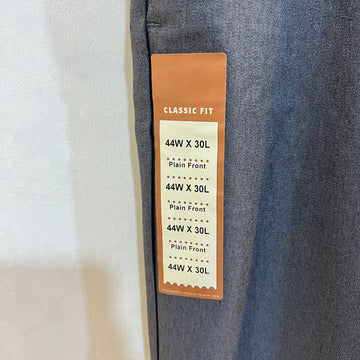 CLASSIC FIT
44W X 30L
Plain Front
44W X 30L
Plain Front
44W X 30L
Plain Front
44W X 30L